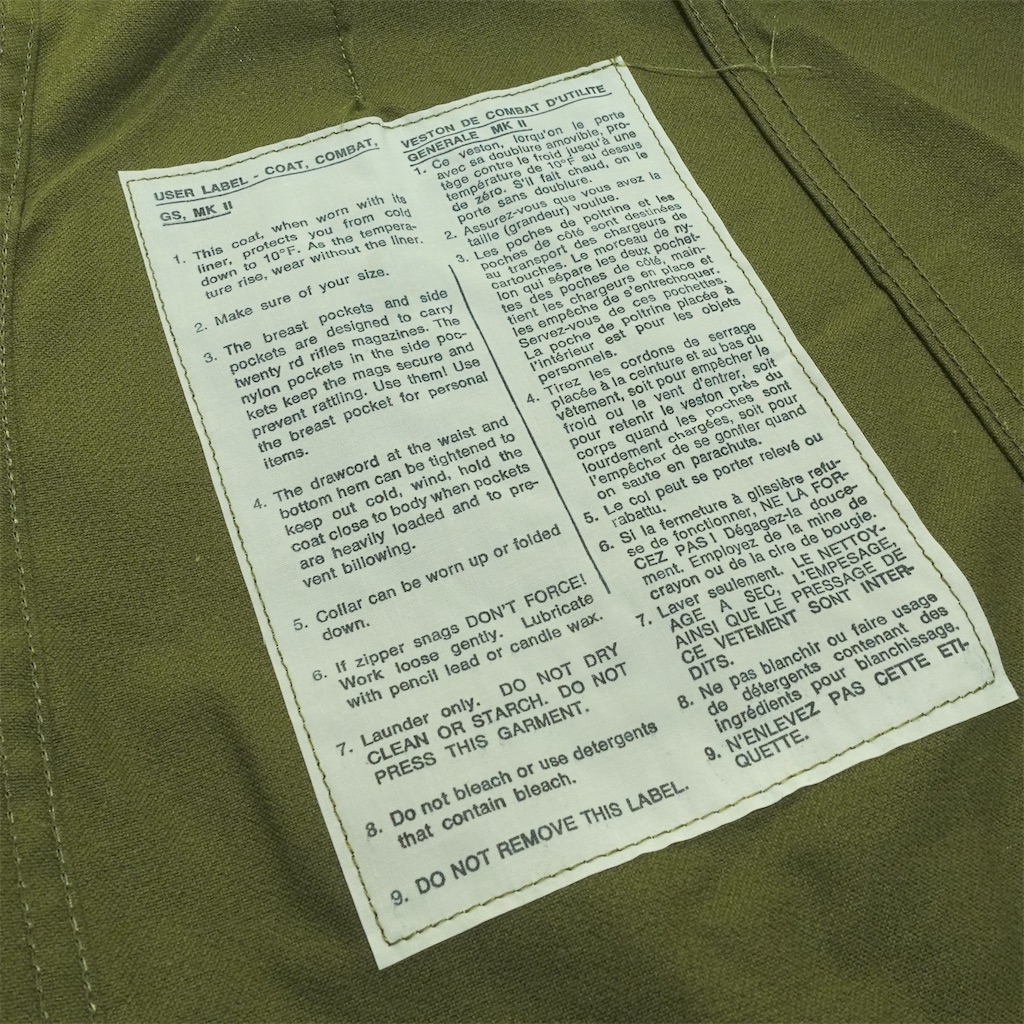 USER LABEL - COAT, COMBAT,
GS, MK II
1. This coat, when worn with its
liner, protects you from cold
down to 10°F. As the tempera-
ture rise, wear without the liner.
2. Make sure of your size.
3. The breast pockets and side
pockets are designed to carry
twenty rd rifles magazines. The
nylon pockets in the side poc-
kets keep the mags secure and
prevent rattling. Use them! Use
the breast pocket for personal
items.
4. The drawcord at the waist and
bottom hem can be tightened to
keep out cold, wind, hold the
coat close to body when pockets
are heavily loaded and to pre-
vent billowing.
5. Collar can be worn up or folded
down.
6. If zipper snags DON'T FORCE!
Work loose gently. Lubricate
with pencil lead or candle wax.
7. Launder only. DO NOT DRY
CLEAN OR STARCH. DO NOT
PRESS THIS GARMENT.
8. Do not bleach or use detergents
that contain bleach.
9. DO NOT REMOVE THIS LABEL.
VESTON DE COMBAT D'UTILITE
GENERALE MK II
1. Ce veston, lorqu'on le porte
avec sa doublure amovible, pro-
tège contre le froid jusqu'à une
température de 10°F au dessus
de zéro. S'il fait chaud, on le
porte sans doublure.
2. Assurez-vous que vous avez la
taille (grandeur) voulue.
3. Les poches de poitrine et les
poches de côté sont destinées
au transport des chargeurs de
cartouches. Le morceau de ny-
lon qui sépare les deux pochet-
tes des poches de côté, main-
tient les chargeurs en place et
les empêche de s'entrechoquer.
Servez-vous de ces pochettes.
La poche de poitrine placée à
l'intérieur est pour les objets
personnels.
4. Tirez les cordons de serrage
placée à la ceinture et au bas du
vêtement, soit pour empêcher le
froid ou le vent d'entrer, soit
pour retenir le veston près du
corps quand les poches sont
lourdement chargées, soit pour
l'empêcher de se gonfler quand
on saute en parachute.
5. Le col peut se porter relevé ou
rabattu.
6. Si la fermeture à glissière refu-
se de fonctionner, NE LA FOR-
CEZ PAS! Dégagez-la douce-
ment. Employez de la mine de
crayon ou de la cire de bougie.
7. Laver seulement. LE NETTOY-
AGE A SEC, L'EMPESAGE,
AINSI QUE LE PRESSAGE DE
CE VETEMENT SONT INTER-
DITS.
8. Ne pas blanchir ou faire usage
de détergents contenant des
ingrédients pour blanchissage.
9. N'ENLEVEZ PAS CETTE ETI-
QUETTE.